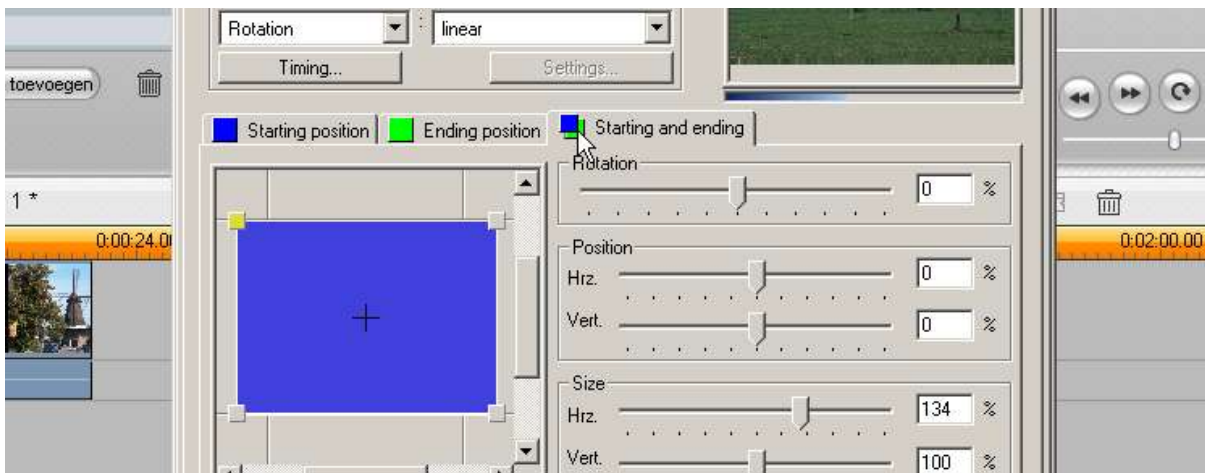 Rotation : linear
Timing... Settings...
toevoegen
Starting position Ending position Starting and ending
Rotation
0 %
1 *
0:00:24.0 0:02:00.00
Position
Hrz. 0 %
Vert. 0 %
Size
Hrz. 134 %
Vert. 100 %